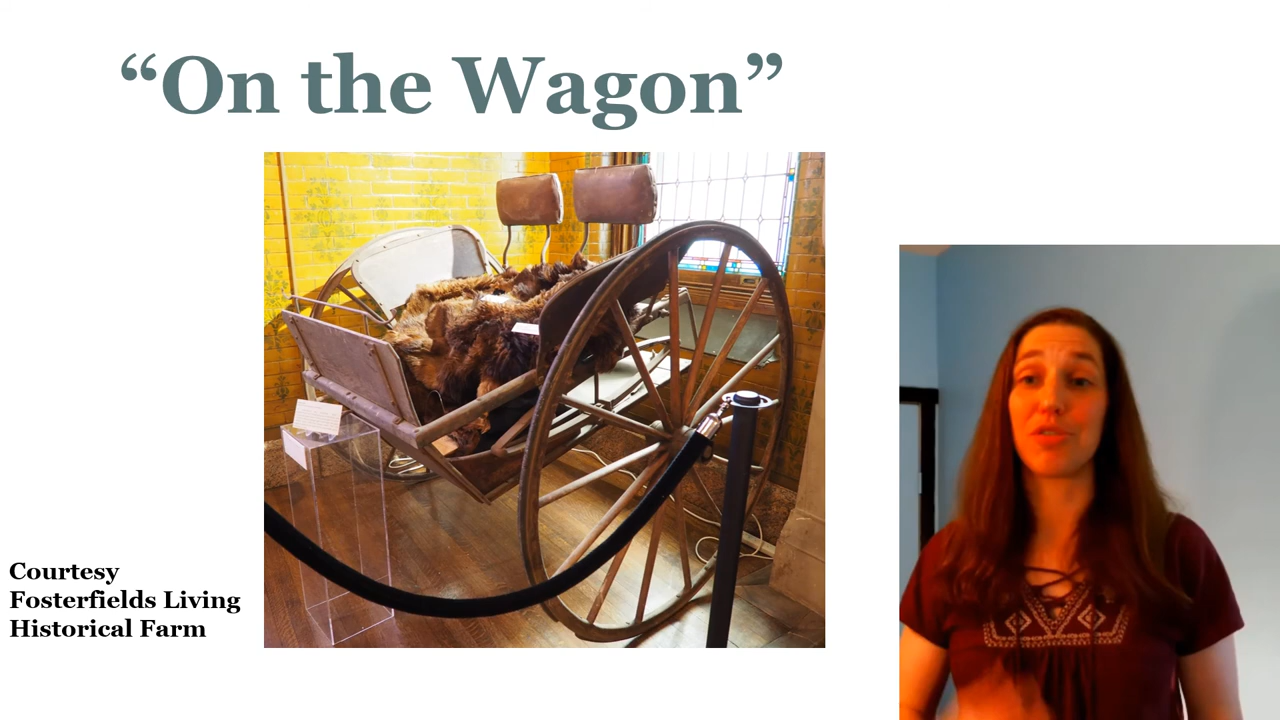 “On the Wagon”
Courtesy
Fosterfields Living
Historical Farm